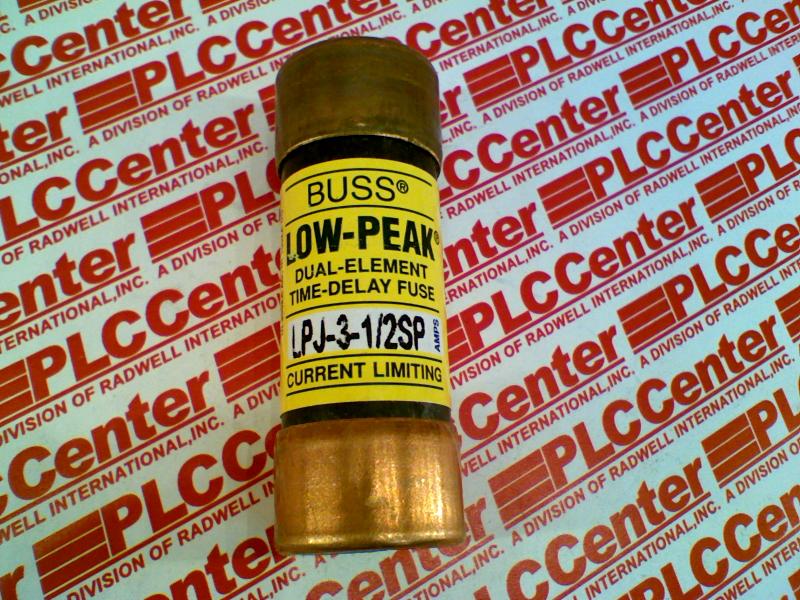 BUSS®
LOW-PEAK®
DUAL-ELEMENT
TIME-DELAY FUSE
LPJ-3-1/2SP AMPS
CURRENT LIMITING
PLCCenter
A DIVISION OF RADWELL INTERNATIONAL,INC.